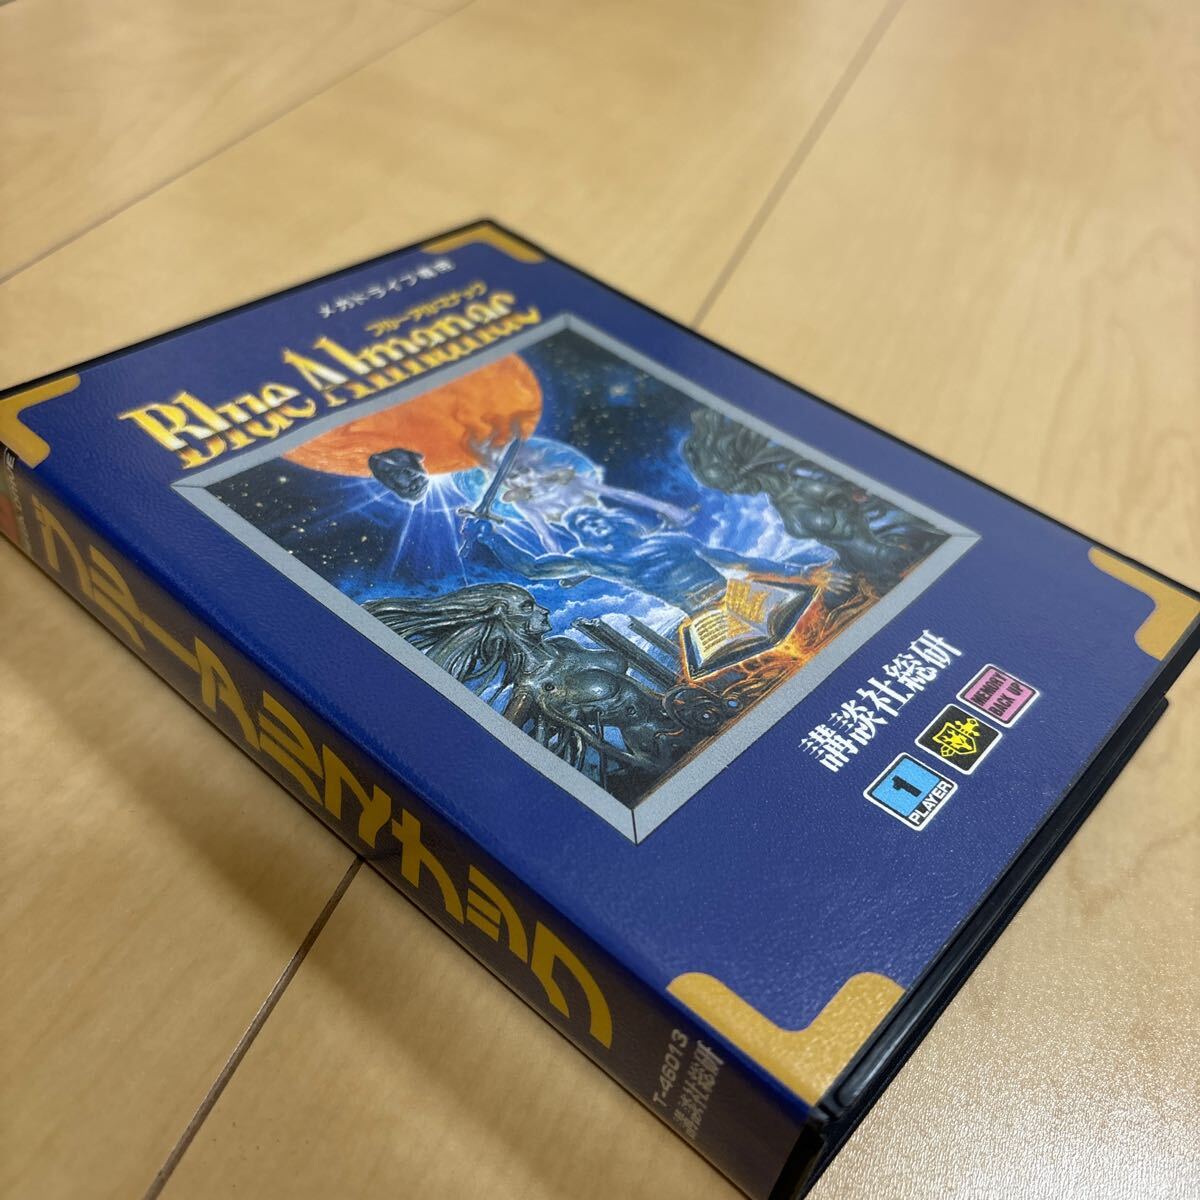 メガドライブ専用
ブルーアルマナック
Blue Almanac
講談社総研
1
PLAYER
MEMORY
BACK UP
ブルーアルマナック
T-46013
講談社総研